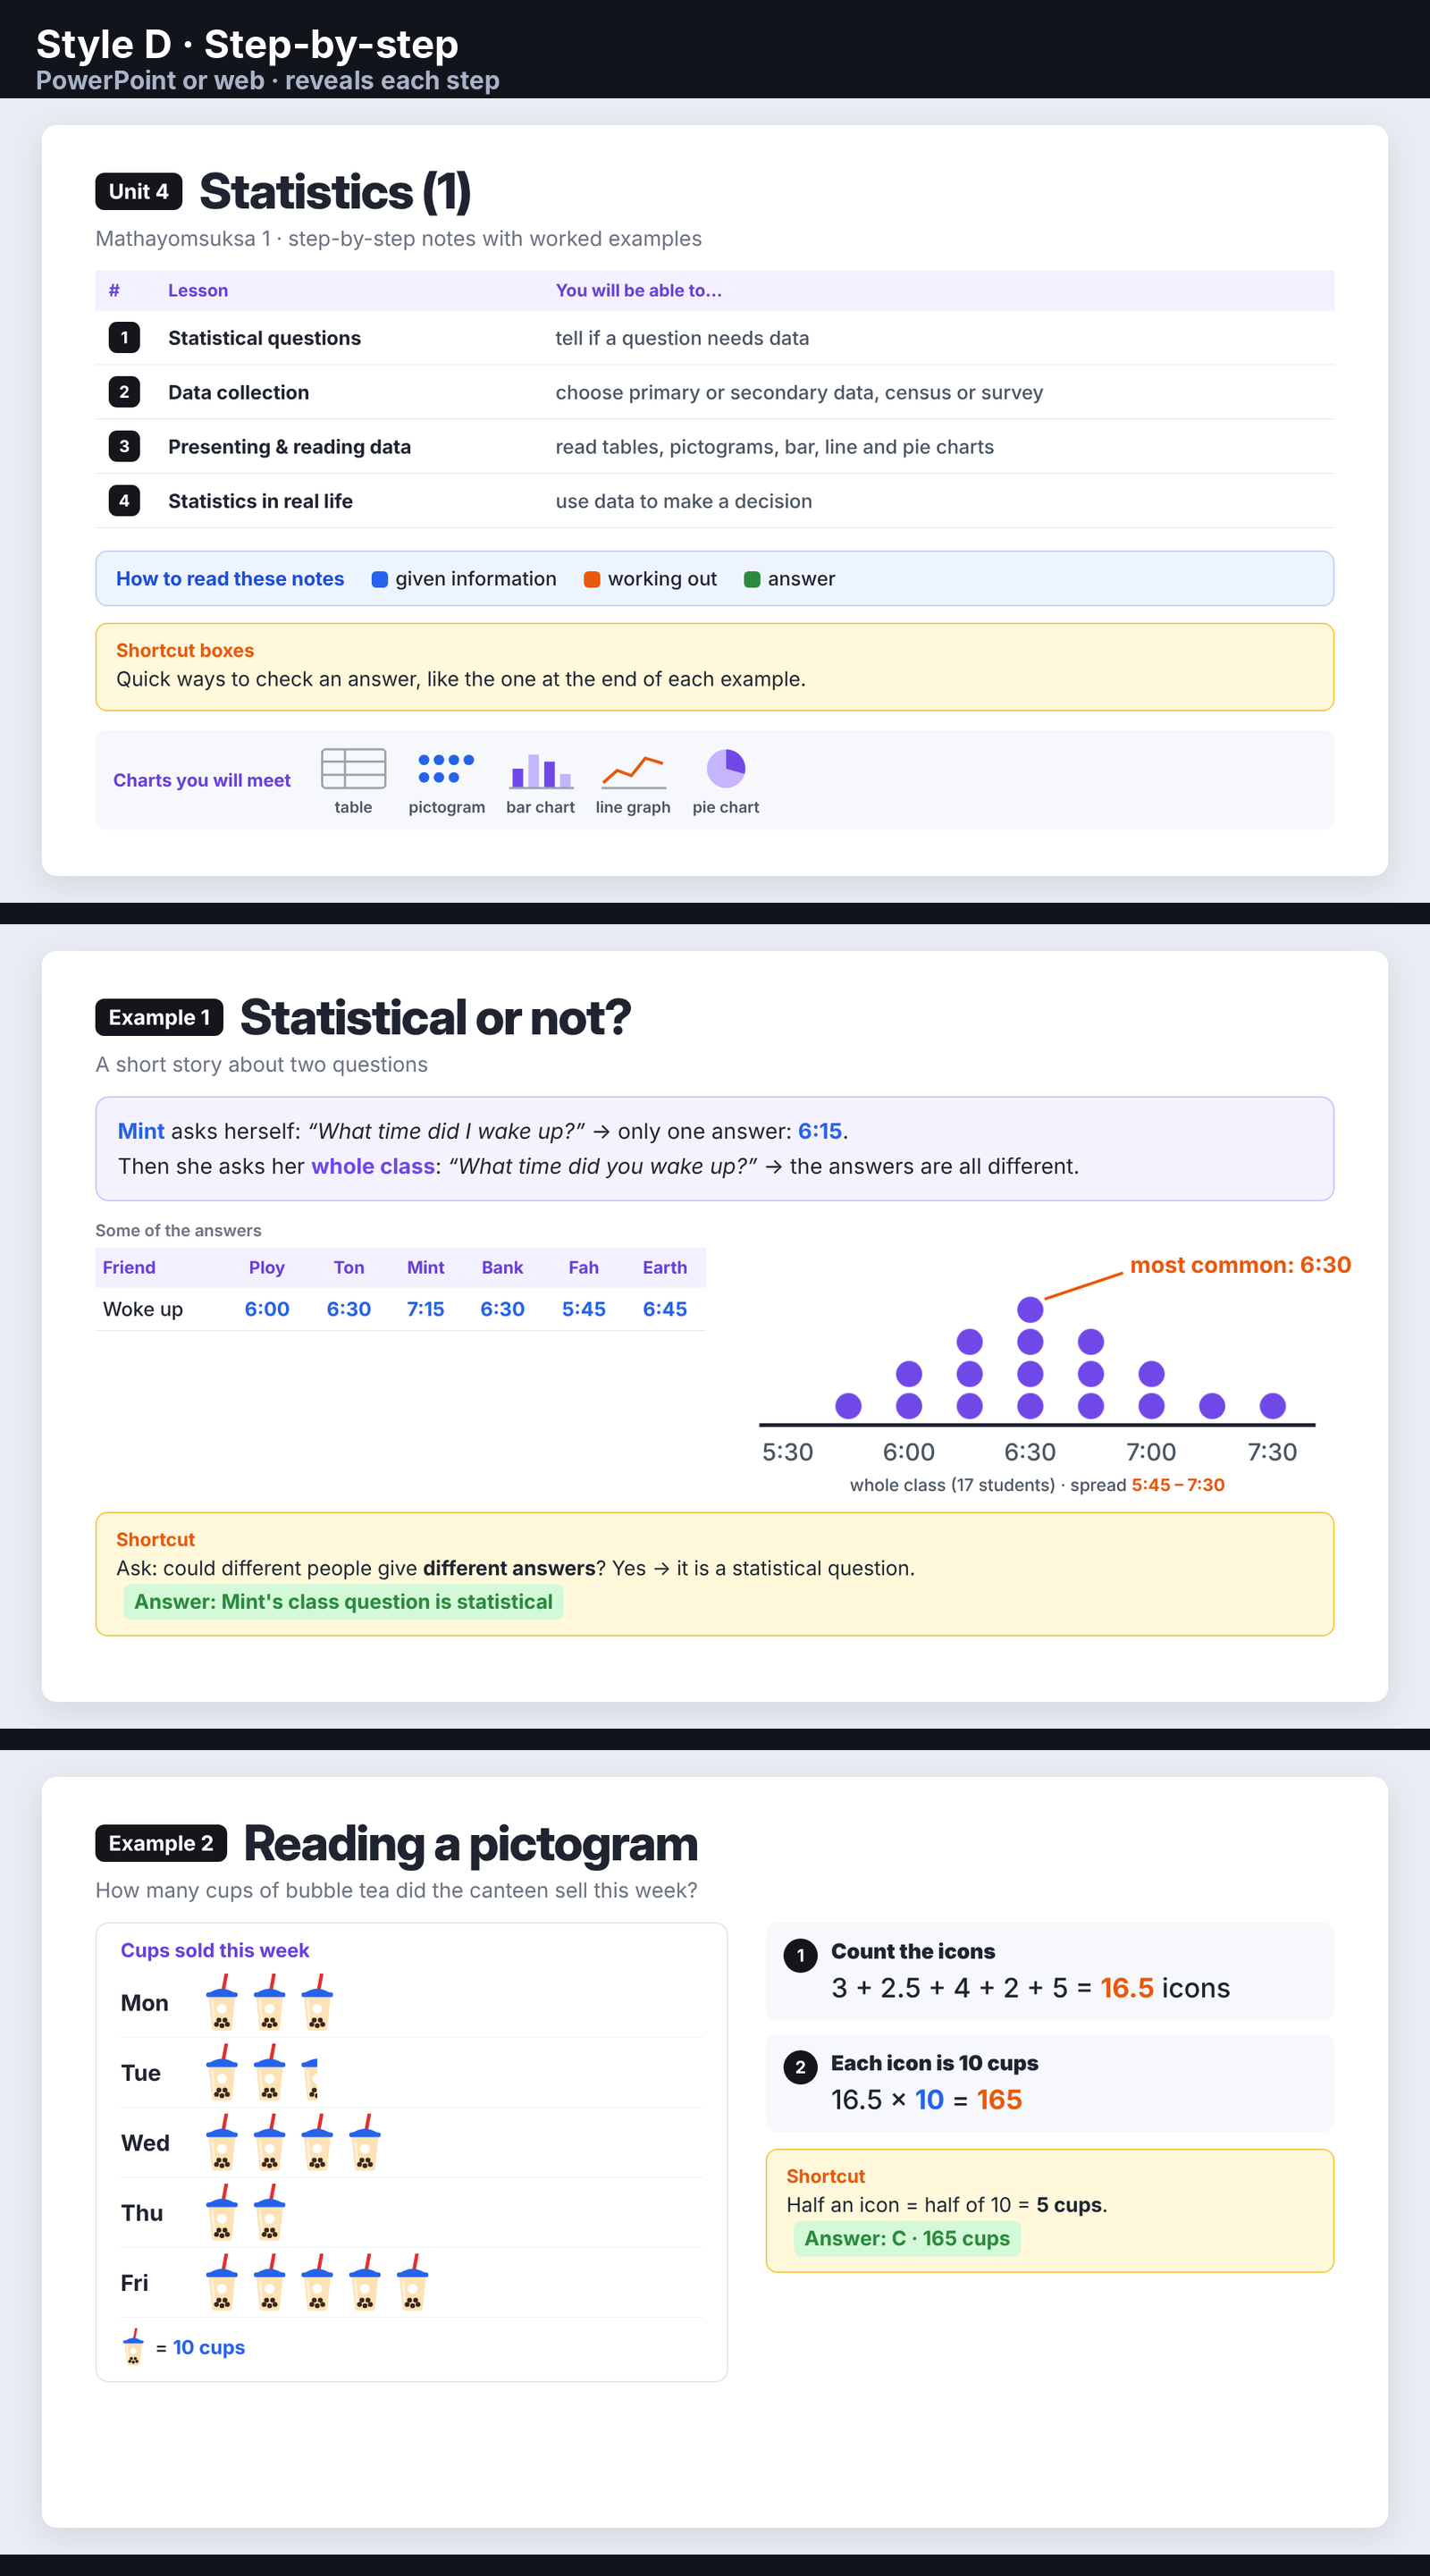 Style D · Step-by-step
PowerPoint or web · reveals each step
Unit 4 Statistics (1)
Mathayomsuksa 1 · step-by-step notes with worked examples
# Lesson You will be able to...
1 Statistical questions tell if a question needs data
2 Data collection choose primary or secondary data, census or survey
3 Presenting & reading data read tables, pictograms, bar, line and pie charts
4 Statistics in real life use data to make a decision
How to read these notes given information working out answer
Shortcut boxes
Quick ways to check an answer, like the one at the end of each example.
Charts you will meet
table pictogram bar chart line graph pie chart
Example 1 Statistical or not?
A short story about two questions
Mint asks herself: “What time did I wake up?” → only one answer: 6:15.
Then she asks her whole class: “What time did you wake up?” → the answers are all different.
Some of the answers
Friend Ploy Ton Mint Bank Fah Earth
Woke up 6:00 6:30 7:15 6:30 5:45 6:45
most common: 6:30
5:30 6:00 6:30 7:00 7:30
whole class (17 students) · spread 5:45 – 7:30
Shortcut
Ask: could different people give different answers? Yes → it is a statistical question.
Answer: Mint's class question is statistical
Example 2 Reading a pictogram
How many cups of bubble tea did the canteen sell this week?
Cups sold this week
Mon
Tue
Wed
Thu
Fri
= 10 cups
1 Count the icons
3 + 2.5 + 4 + 2 + 5 = 16.5 icons
2 Each icon is 10 cups
16.5 × 10 = 165
Shortcut
Half an icon = half of 10 = 5 cups.
Answer: C · 165 cups